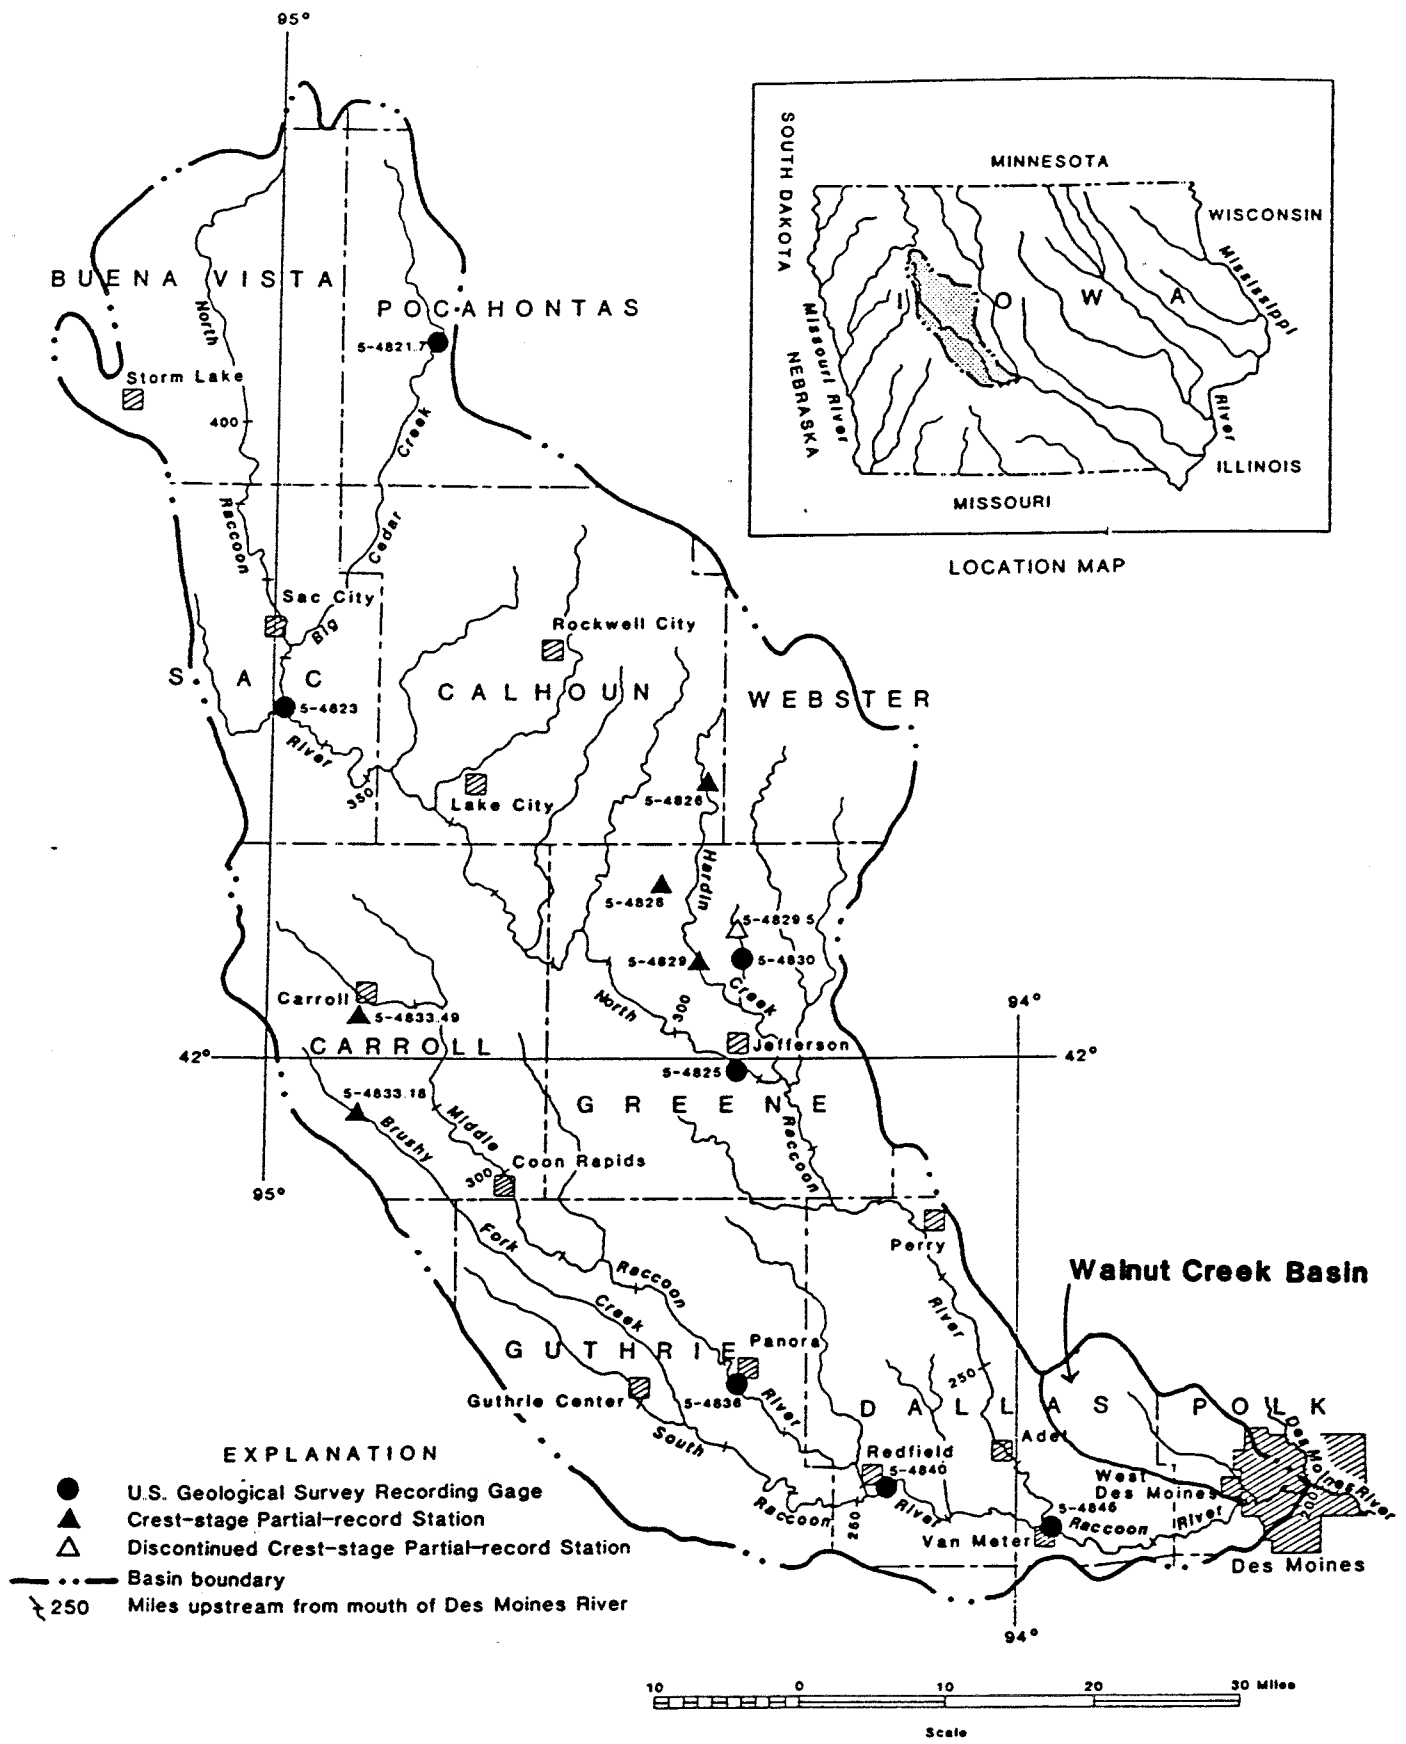 95°
SOUTH DAKOTA
MINNESOTA
WISCONSIN
Mississippi
River
I O W A
Missouri River
NEBRASKA
ILLINOIS
MISSOURI
LOCATION MAP
BUENA VISTA
POCAHONTAS
North
5-4821.7
Storm Lake
400
Creek
Raccoon
Cedar
Sac City
Big
Rockwell City
S A C
CALHOUN
WEBSTER
5-4823
River
350
Lake City
5-4826
Hardin
5-4828
5-4829 5
5-4829
5-4830
Creek
North
300
Carroll
5-4833.49
94°
CARROLL
42°
42°
Jefferson
5-4825
5-4833.18
GREENE
Brushy
Middle
Raccoon
Coon Rapids
300
95°
Fork
Perry
Raccoon
Walnut Creek Basin
Creek
River
GUTHRIE
Panora
250
Guthrie Center
5-4836
River
DALLAS
POLK
South
Adel
Redfield
5-4840
Des Moines River
West
Des Moines
200
Raccoon
250
River
5-4846
Van Meter
Raccoon
River
Des Moines
94°
EXPLANATION
U.S. Geological Survey Recording Gage
Crest-stage Partial-record Station
Discontinued Crest-stage Partial-record Station
Basin boundary
250 Miles upstream from mouth of Des Moines River
10 0 10 20 30 Miles
Scale